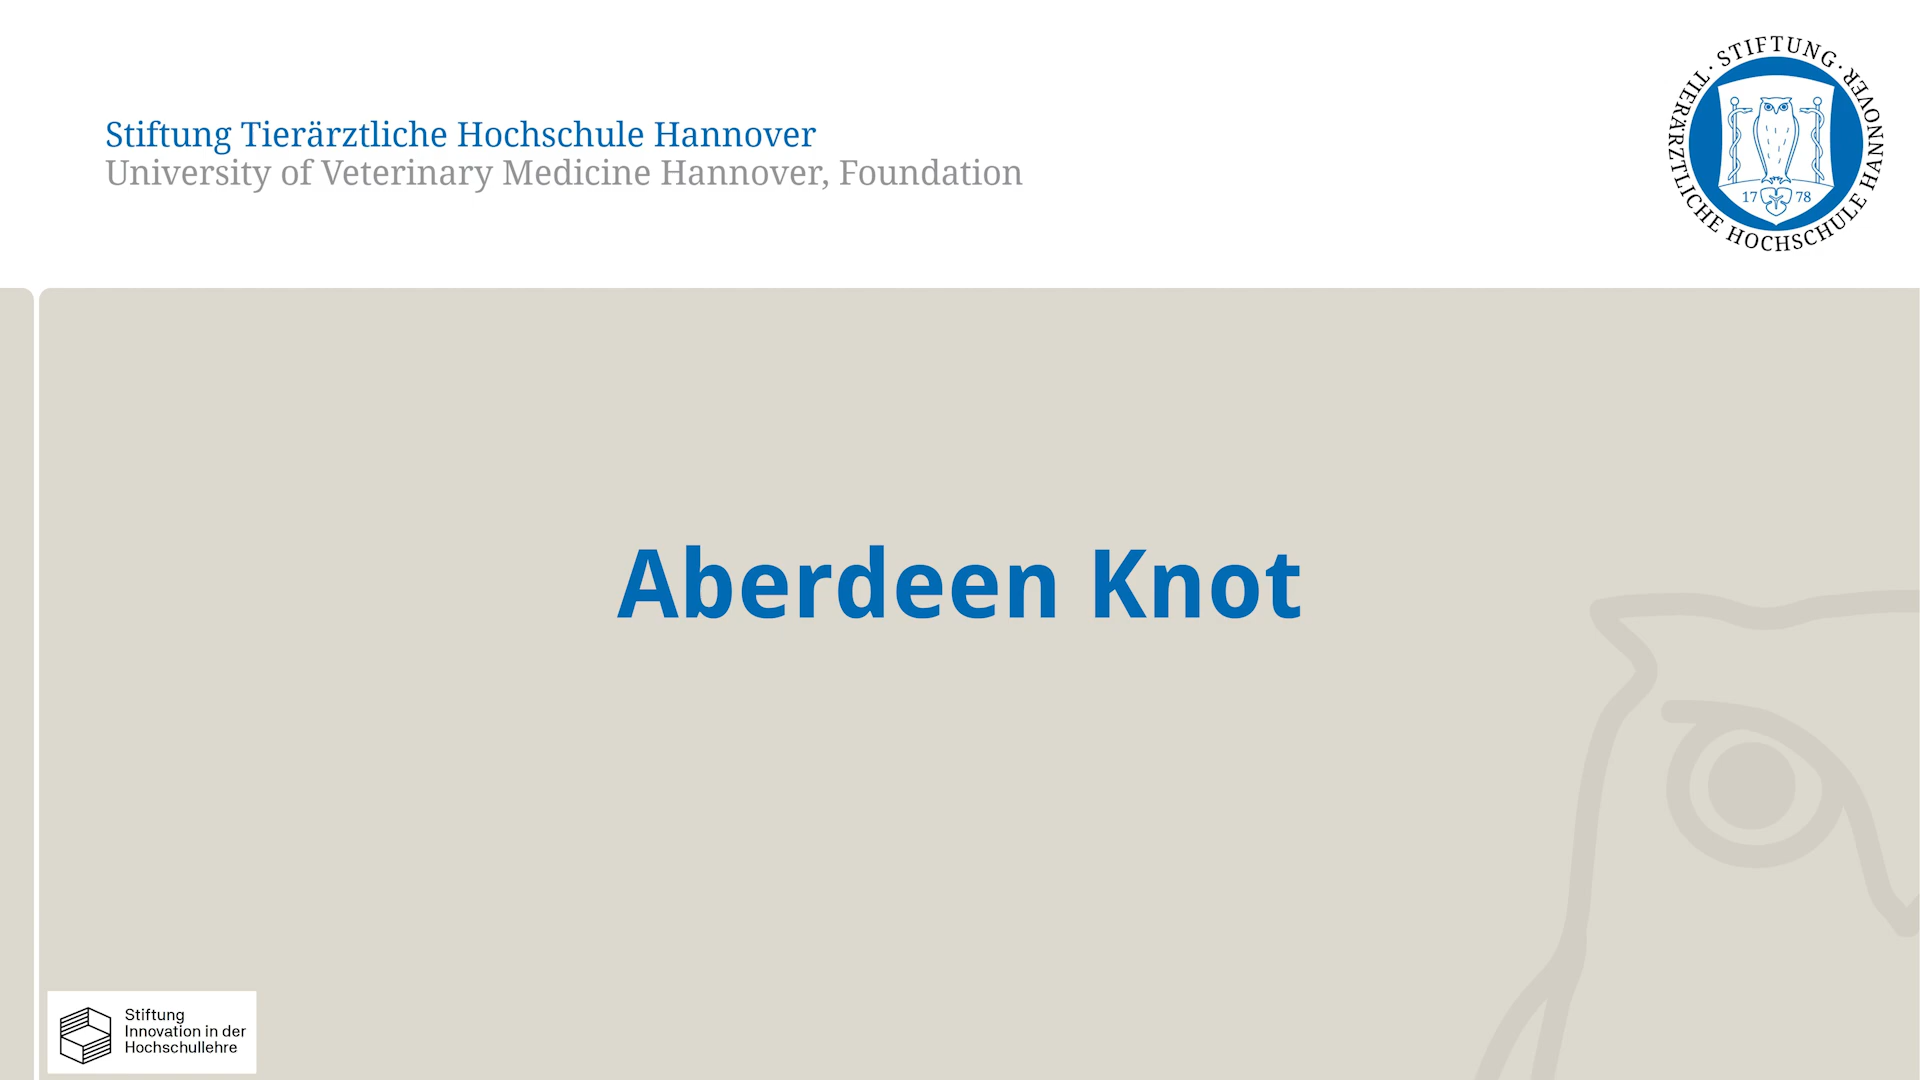 Stiftung Tierärztliche Hochschule Hannover
University of Veterinary Medicine Hannover, Foundation
· STIFTUNG ·
TIERÄRZTLICHE HOCHSCHULE HANNOVER
17 78
Aberdeen Knot
Stiftung
Innovation in der
Hochschullehre